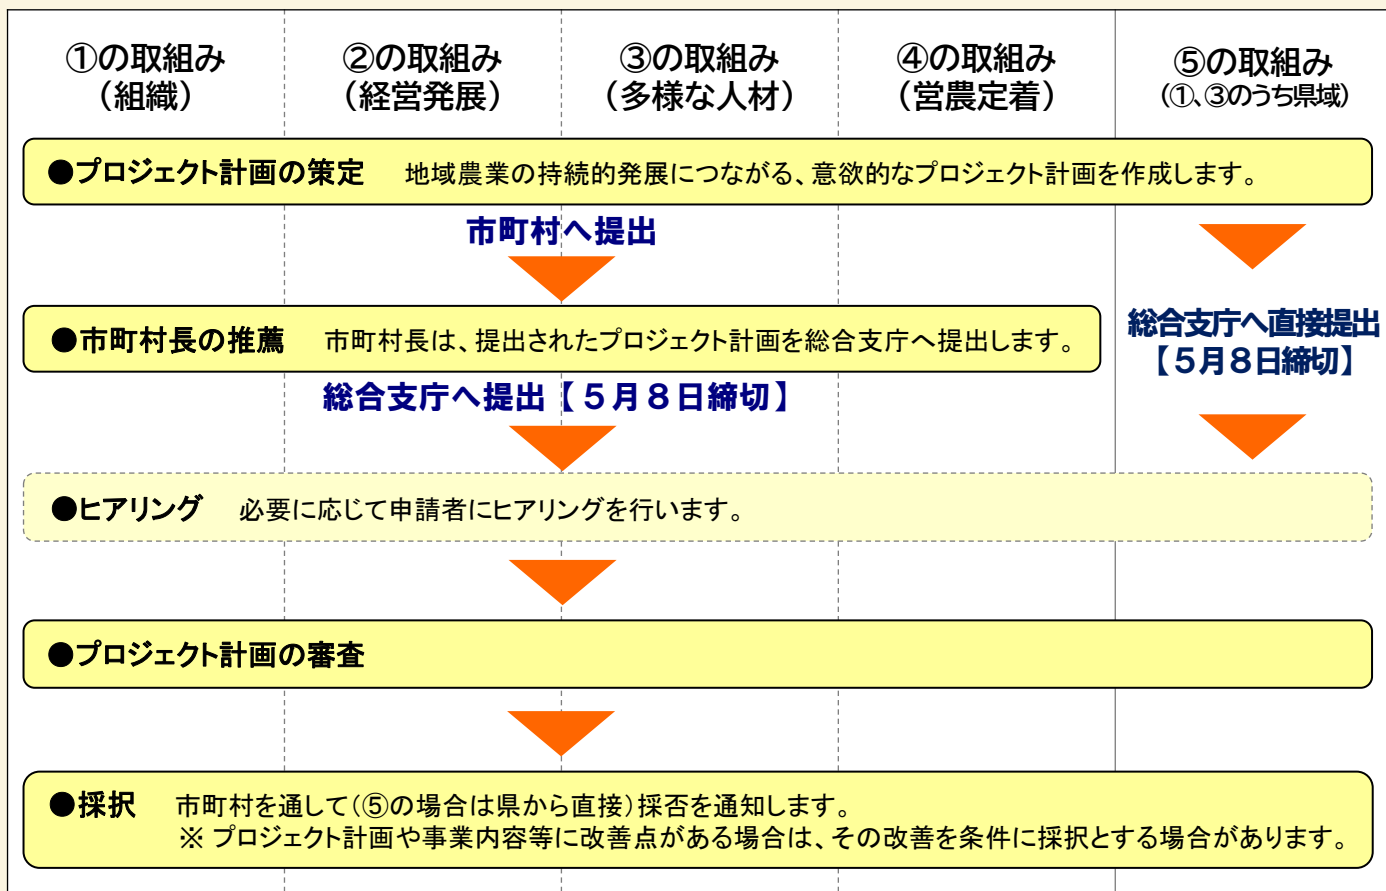 ①の取組み
(組織)
②の取組み
(経営発展)
③の取組み
(多様な人材)
④の取組み
(営農定着)
⑤の取組み
(①、③のうち県域)
●プロジェクト計画の策定 地域農業の持続的発展につながる、意欲的なプロジェクト計画を作成します。
市町村へ提出
●市町村長の推薦 市町村長は、提出されたプロジェクト計画を総合支庁へ提出します。
総合支庁へ直接提出
【5月8日締切】
総合支庁へ提出【5月8日締切】
●ヒアリング 必要に応じて申請者にヒアリングを行います。
●プロジェクト計画の審査
●採択 市町村を通して(⑤の場合は県から直接)採否を通知します。
※ プロジェクト計画や事業内容等に改善点がある場合は、その改善を条件に採択とする場合があります。